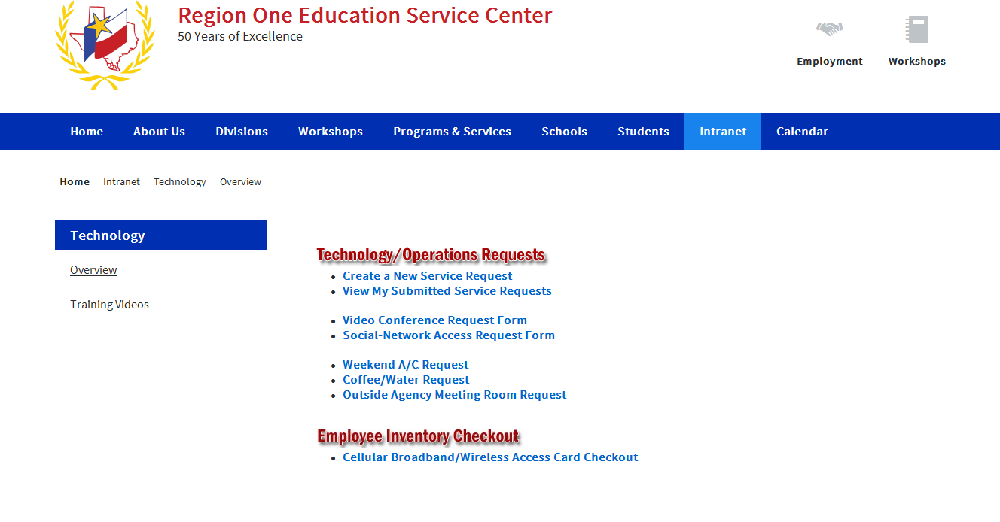 Region One Education Service Center
50 Years of Excellence
Employment
Workshops
Home About Us Divisions Workshops Programs & Services Schools Students Intranet Calendar
Home Intranet Technology Overview
Technology
Overview
Training Videos
Technology/Operations Requests
Create a New Service Request
View My Submitted Service Requests
Video Conference Request Form
Social-Network Access Request Form
Weekend A/C Request
Coffee/Water Request
Outside Agency Meeting Room Request
Employee Inventory Checkout
Cellular Broadband/Wireless Access Card Checkout